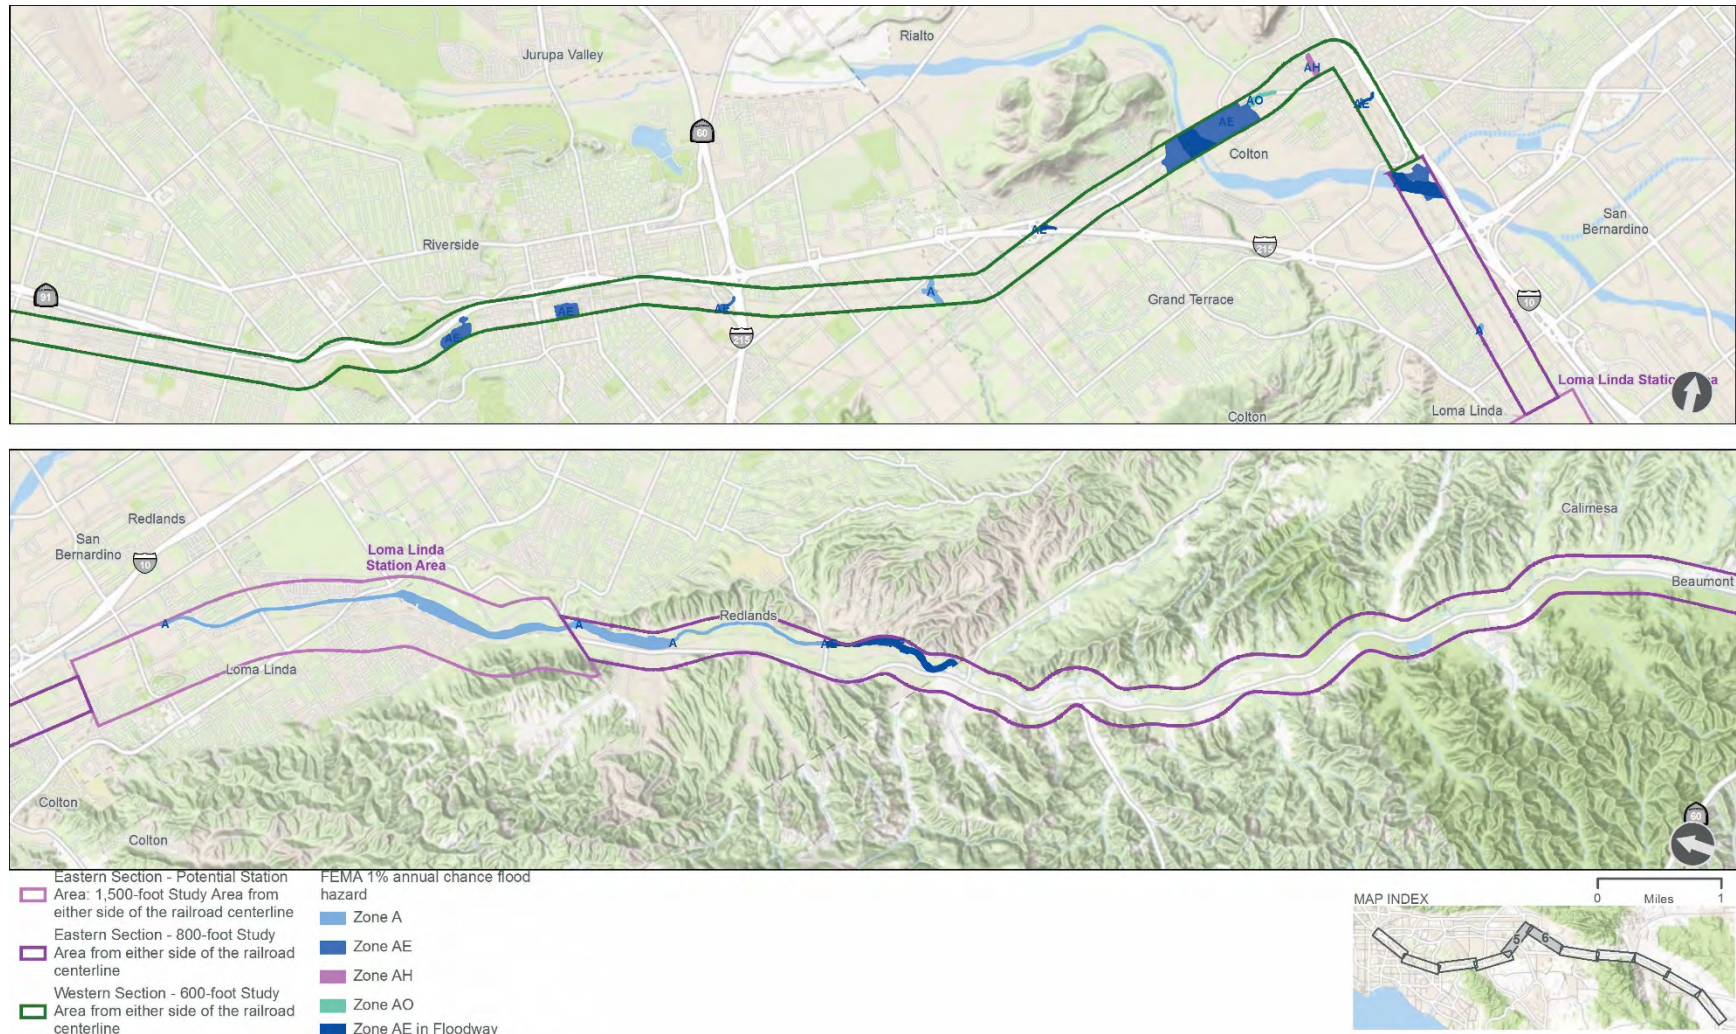 Jurupa Valley
Rialto
60
AH
AO
AE
AE
Colton
San
Bernardino
Riverside
AE
215
91
A
Grand Terrace
10
AE
AE
AE
215
A
Loma Linda
Colton
Loma Linda
San
Bernardino
Redlands
10
Loma Linda
Station Area
Calimesa
Beaumont
A
A
Redlands
A
AE
Loma Linda
Colton
Colton
60
Eastern Section - Potential Station
Area: 1,500-foot Study Area from
either side of the railroad centerline
Eastern Section - 800-foot Study
Area from either side of the railroad
centerline
Western Section - 600-foot Study
Area from either side of the railroad
centerline
FEMA 1% annual chance flood
hazard
Zone A
Zone AE
Zone AH
Zone AO
Zone AE in Floodway
0 Miles 1
MAP INDEX
5
6